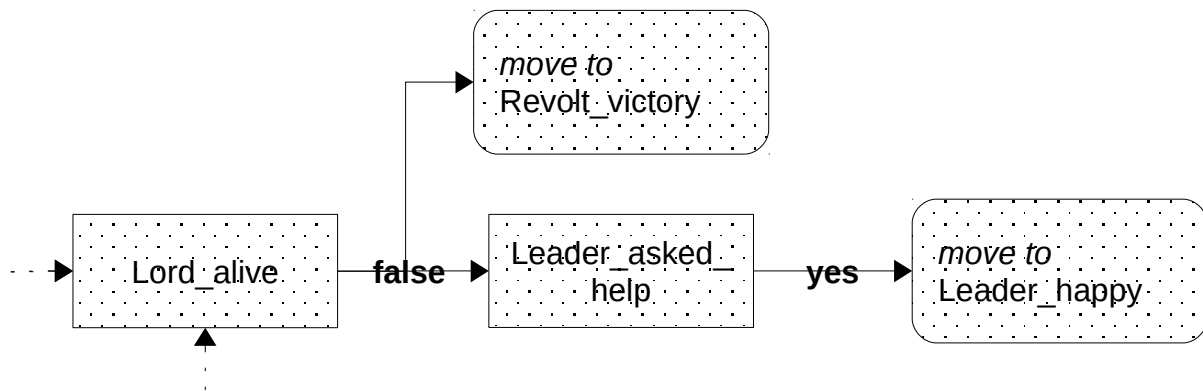 move to
Revolt_victory
Lord_alive
false
Leader_asked_
help
yes
move to
Leader_happy